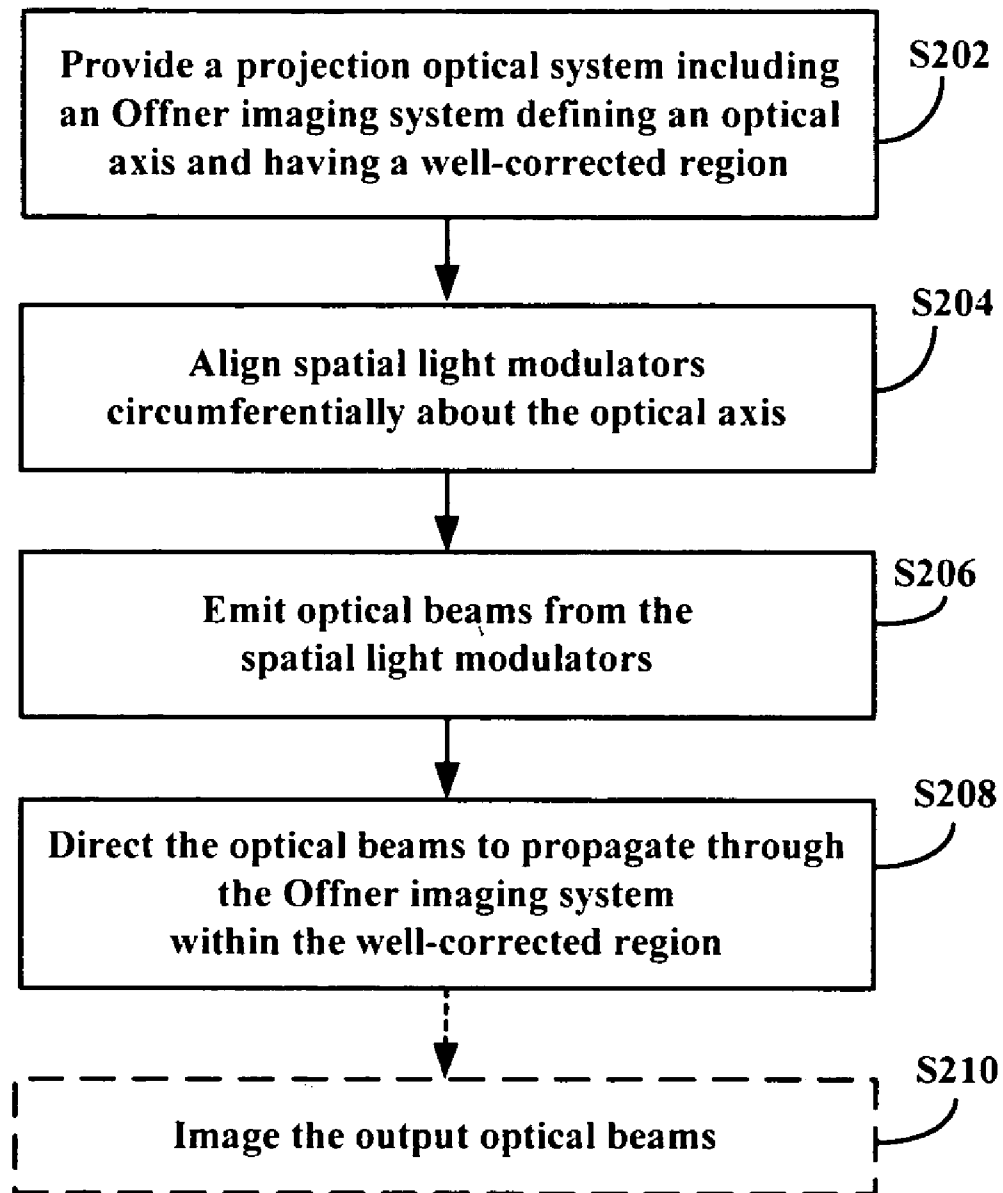 Provide a projection optical system including
an Offner imaging system defining an optical
axis and having a well-corrected region
S202
Align spatial light modulators
circumferentially about the optical axis
S204
Emit optical beams from the
spatial light modulators
S206
Direct the optical beams to propagate through
the Offner imaging system
within the well-corrected region
S208
Image the output optical beams
S210